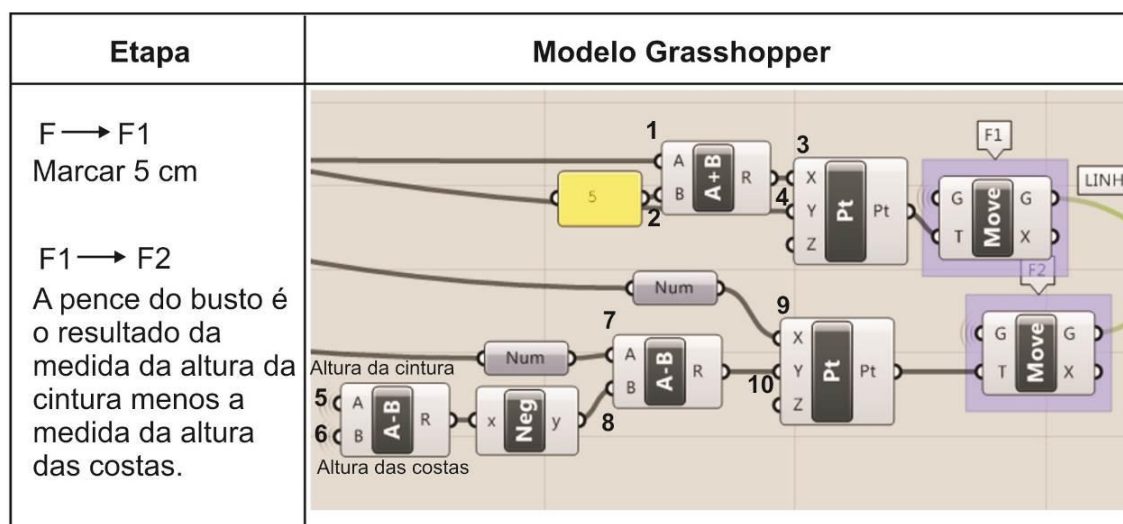 Etapa
Modelo Grasshopper
F → F1
Marcar 5 cm
F1 → F2
A pence do busto é
o resultado da
medida da altura da
cintura menos a
medida da altura
das costas.
1
A
B
A+B
R
5
2
3
4
X
Y
Z
Pt
Pt
F1
G
T
Move
G
X
LINH
F2
Num
9
10
X
Y
Z
Pt
Pt
G
T
Move
G
X
7
8
A
B
A-B
R
Num
Altura da cintura
5
6
A
B
A-B
R
x
Neg
y
Altura das costas